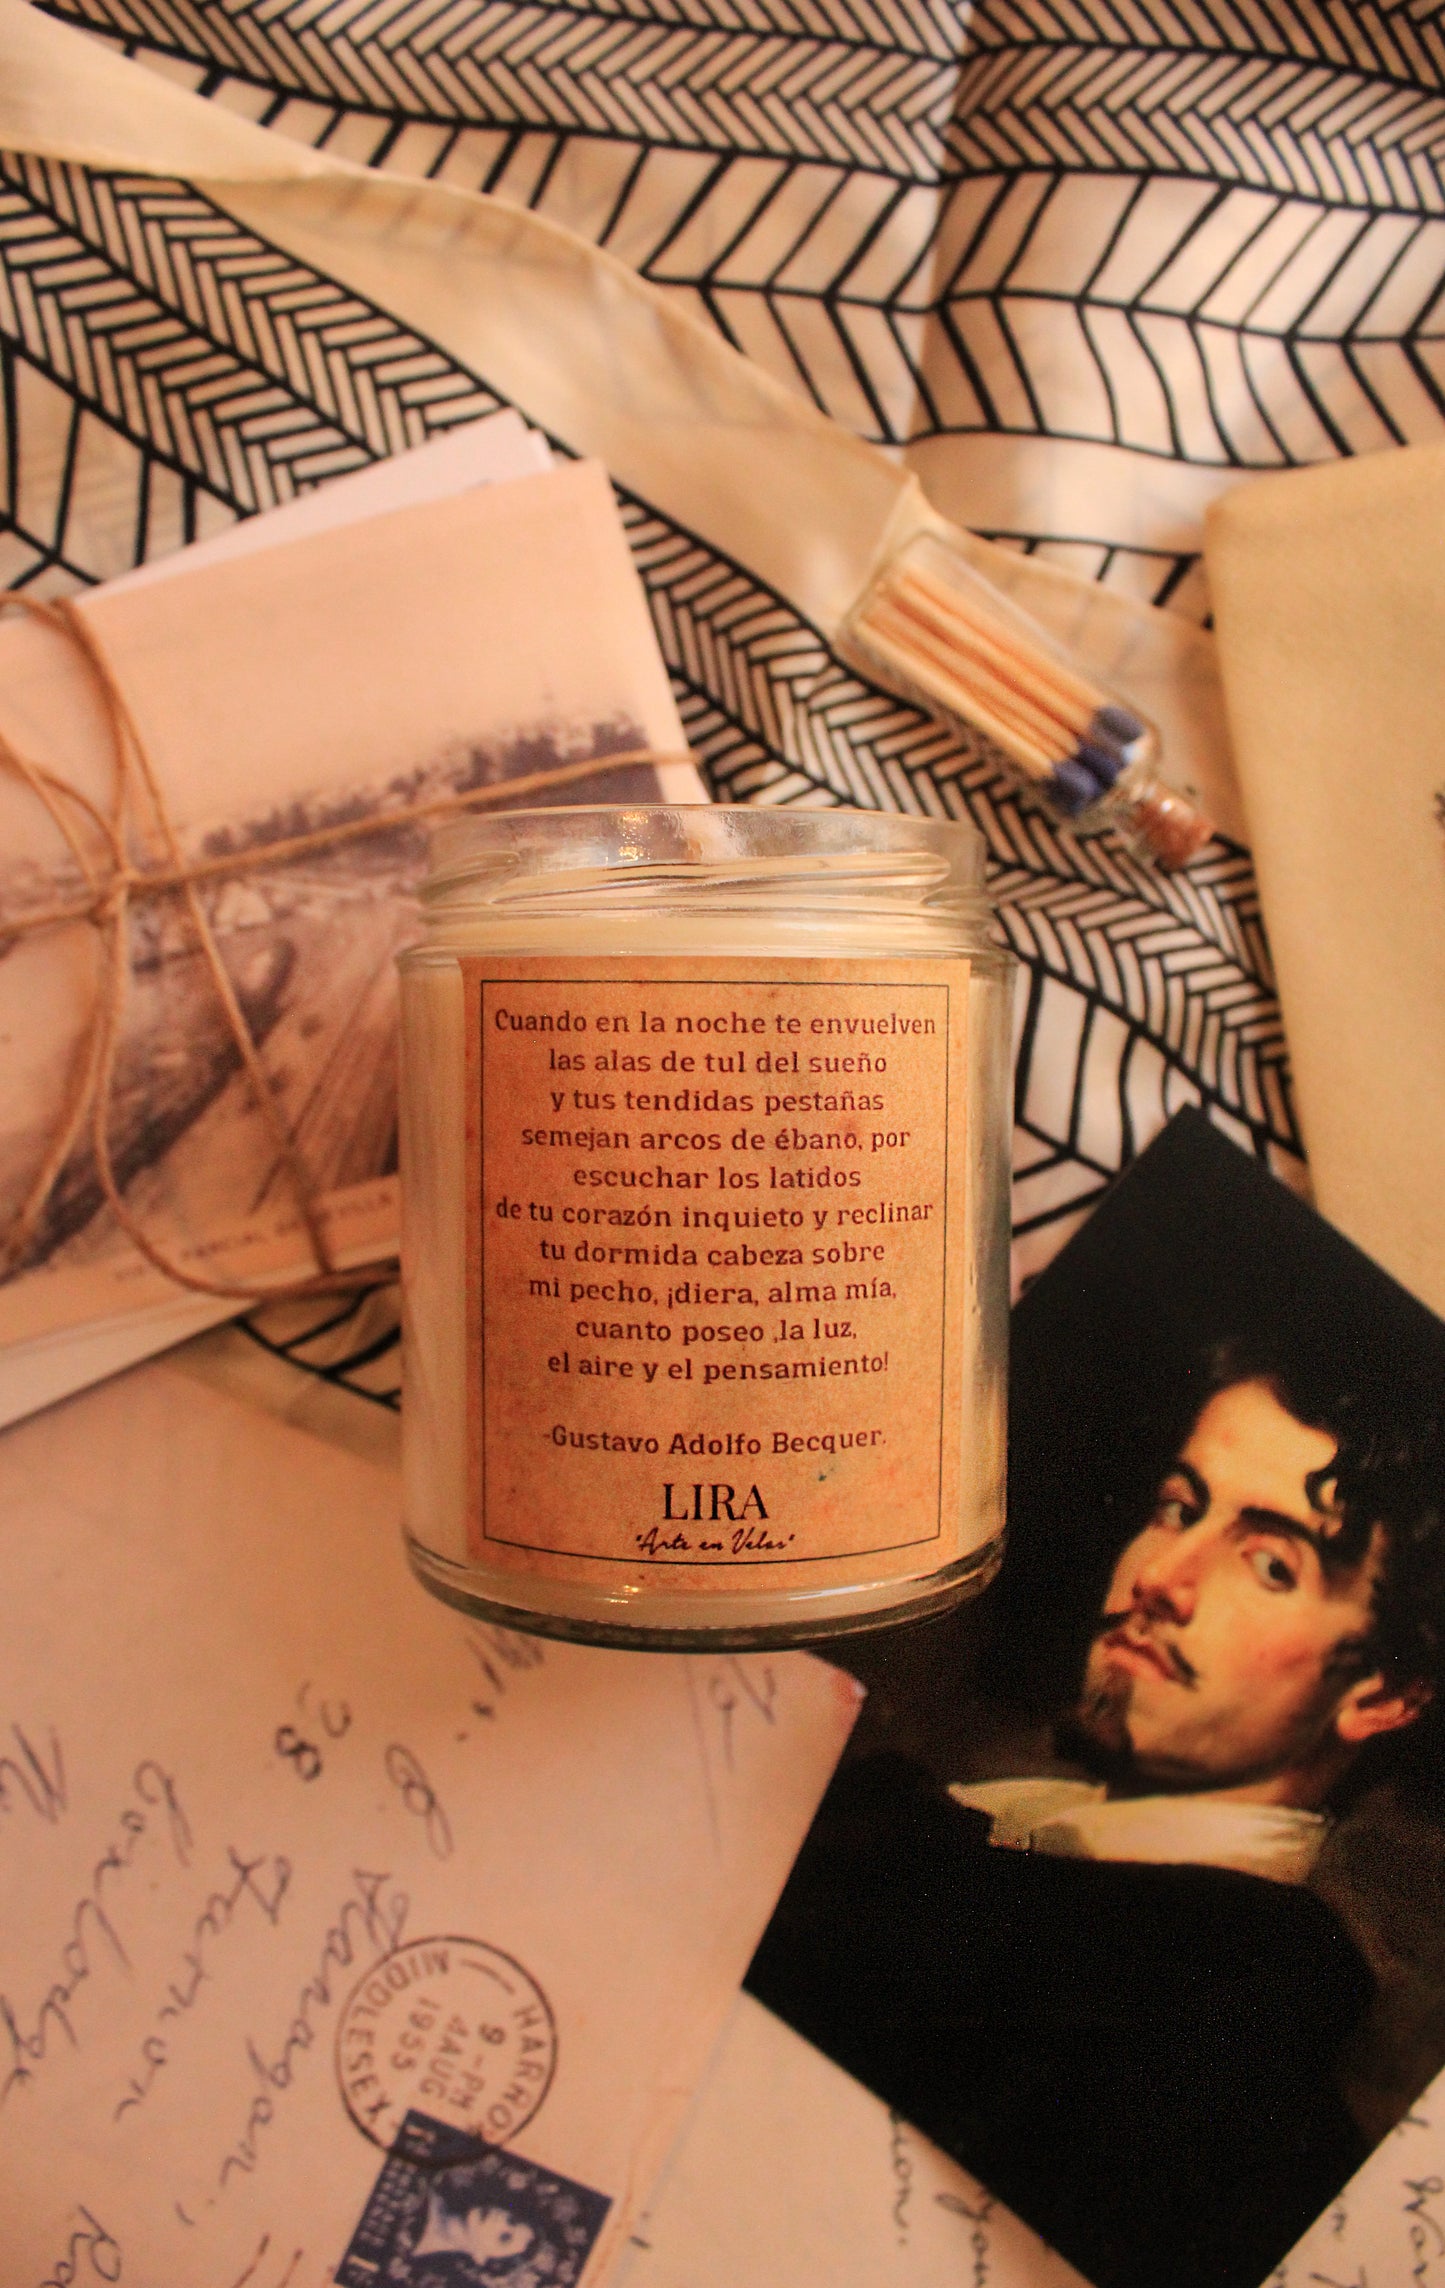 Cuando en la noche te envuelven
las alas de tul del sueño
y tus tendidas pestañas
semejan arcos de ébano, por
escuchar los latidos
de tu corazón inquieto y reclinar
tu dormida cabeza sobre
mi pecho, ¡diera, alma mía,
cuanto poseo ,la luz,
el aire y el pensamiento!
-Gustavo Adolfo Becquer.
LIRA
"Arte en Velas"
28
HARRO
MIDDLESEX
9 - PM
4 AUG
1955